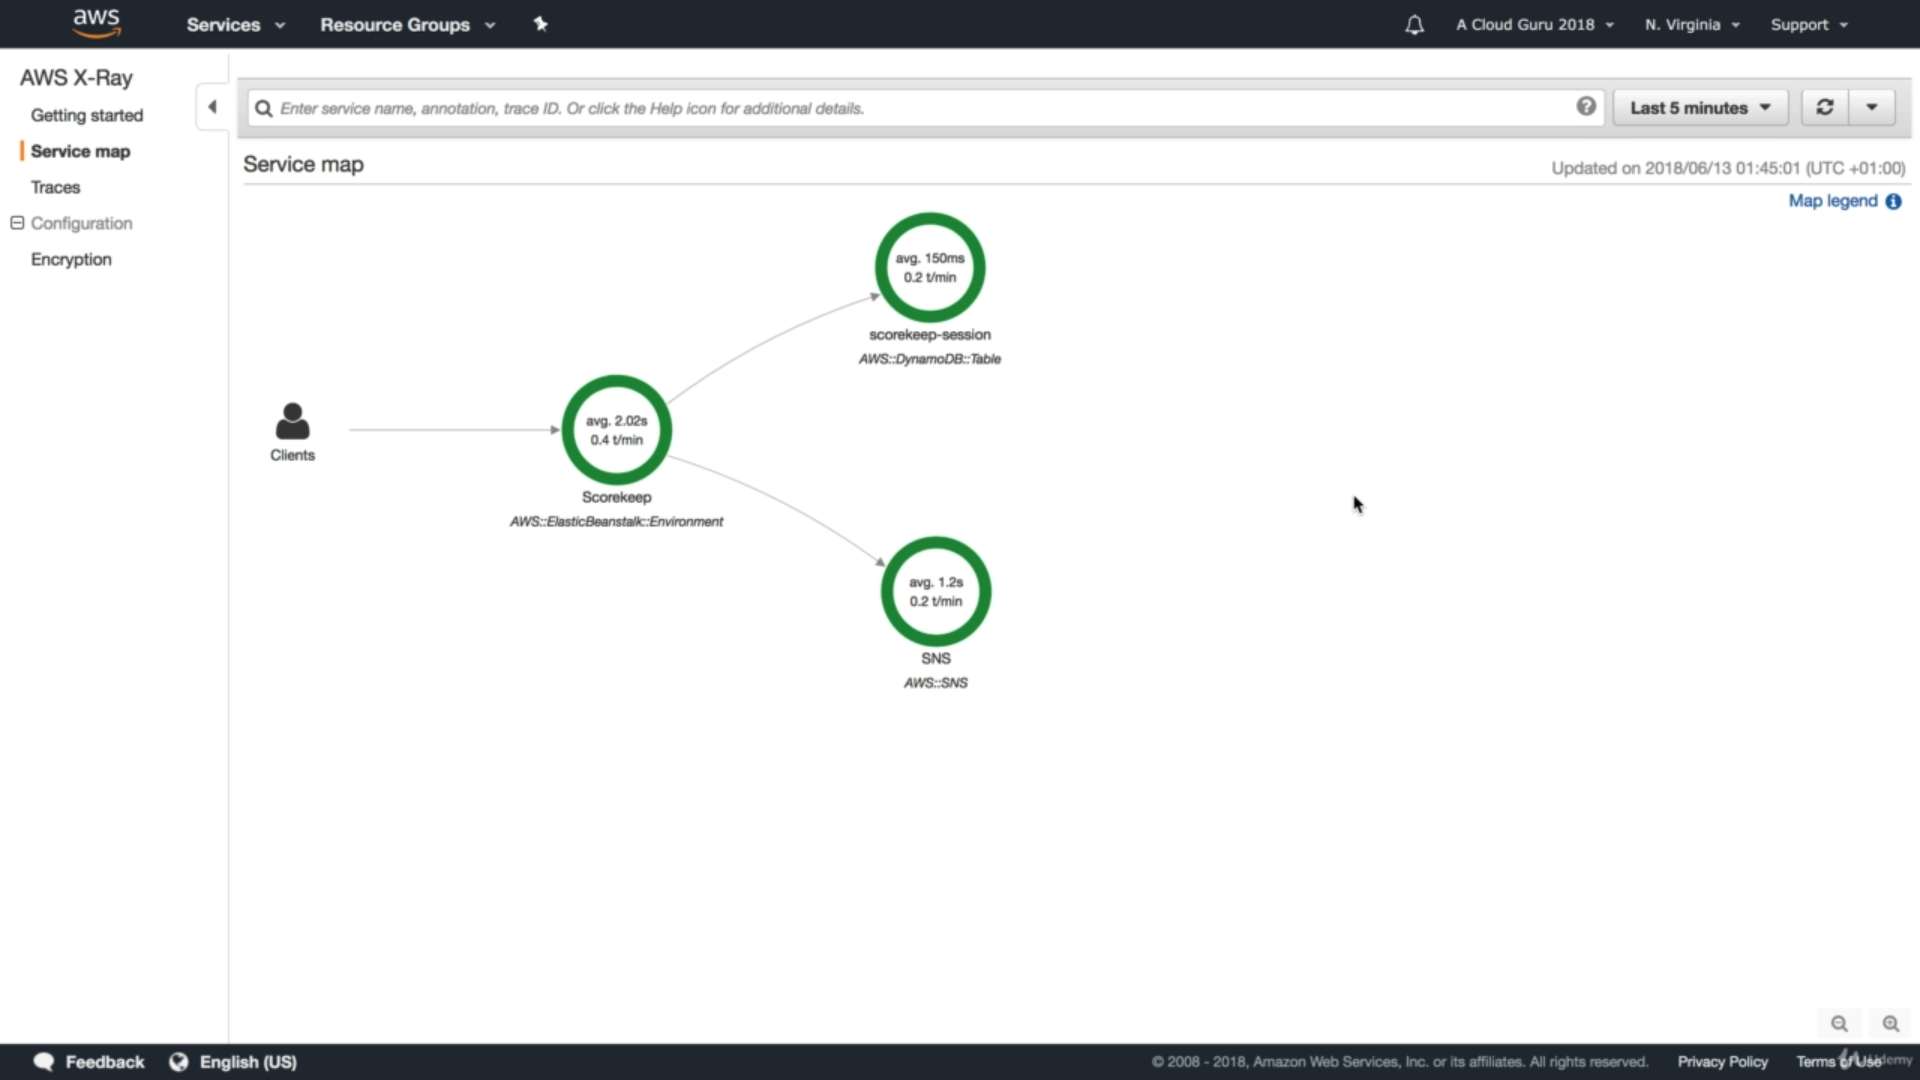 aws Services Resource Groups A Cloud Guru 2018 N. Virginia Support
AWS X-Ray
Getting started
Service map
Traces
Configuration
Encryption
Enter service name, annotation, trace ID. Or click the Help icon for additional details.
Last 5 minutes
Service map
Updated on 2018/06/13 01:45:01 (UTC +01:00)
Map legend
avg. 150ms
0.2 t/min
scorekeep-session
AWS::DynamoDB::Table
Clients
avg. 2.02s
0.4 t/min
Scorekeep
AWS::ElasticBeanstalk::Environment
avg. 1.2s
0.2 t/min
SNS
AWS::SNS
Feedback English (US) © 2008 - 2018, Amazon Web Services, Inc. or its affiliates. All rights reserved. Privacy Policy Terms of Use
Udemy